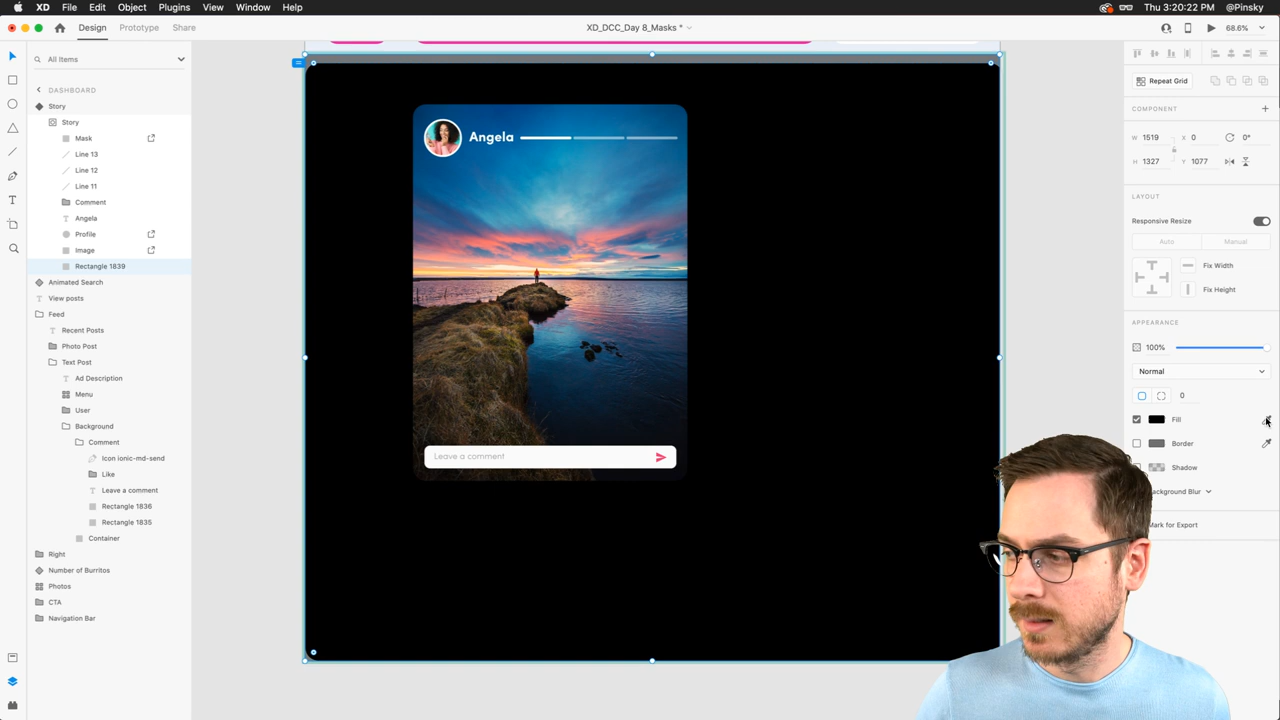 XD File Edit Object Plugins View Window Help Thu 3:20:22 PM @Pinsky
Design Prototype Share XD_DCC_Day 8_Masks * 68.6%
All Items
DASHBOARD
Story
Story
Mask
Line 13
Line 12
Line 11
Comment
Angela
Profile
Image
Rectangle 1839
Animated Search
View posts
Feed
Recent Posts
Photo Post
Text Post
Ad Description
Menu
User
Background
Comment
Icon ionic-md-send
Like
Leave a comment
Rectangle 1836
Rectangle 1835
Container
Right
Number of Burritos
Photos
CTA
Navigation Bar
Angela
Leave a comment
Repeat Grid
COMPONENT
W 1519 X 0 0°
H 1327 Y 1077
LAYOUT
Responsive Resize
Auto Manual
Fix Width
Fix Height
APPEARANCE
100%
Normal
0
Fill
Border
Shadow
ackground Blur
Mark for Export